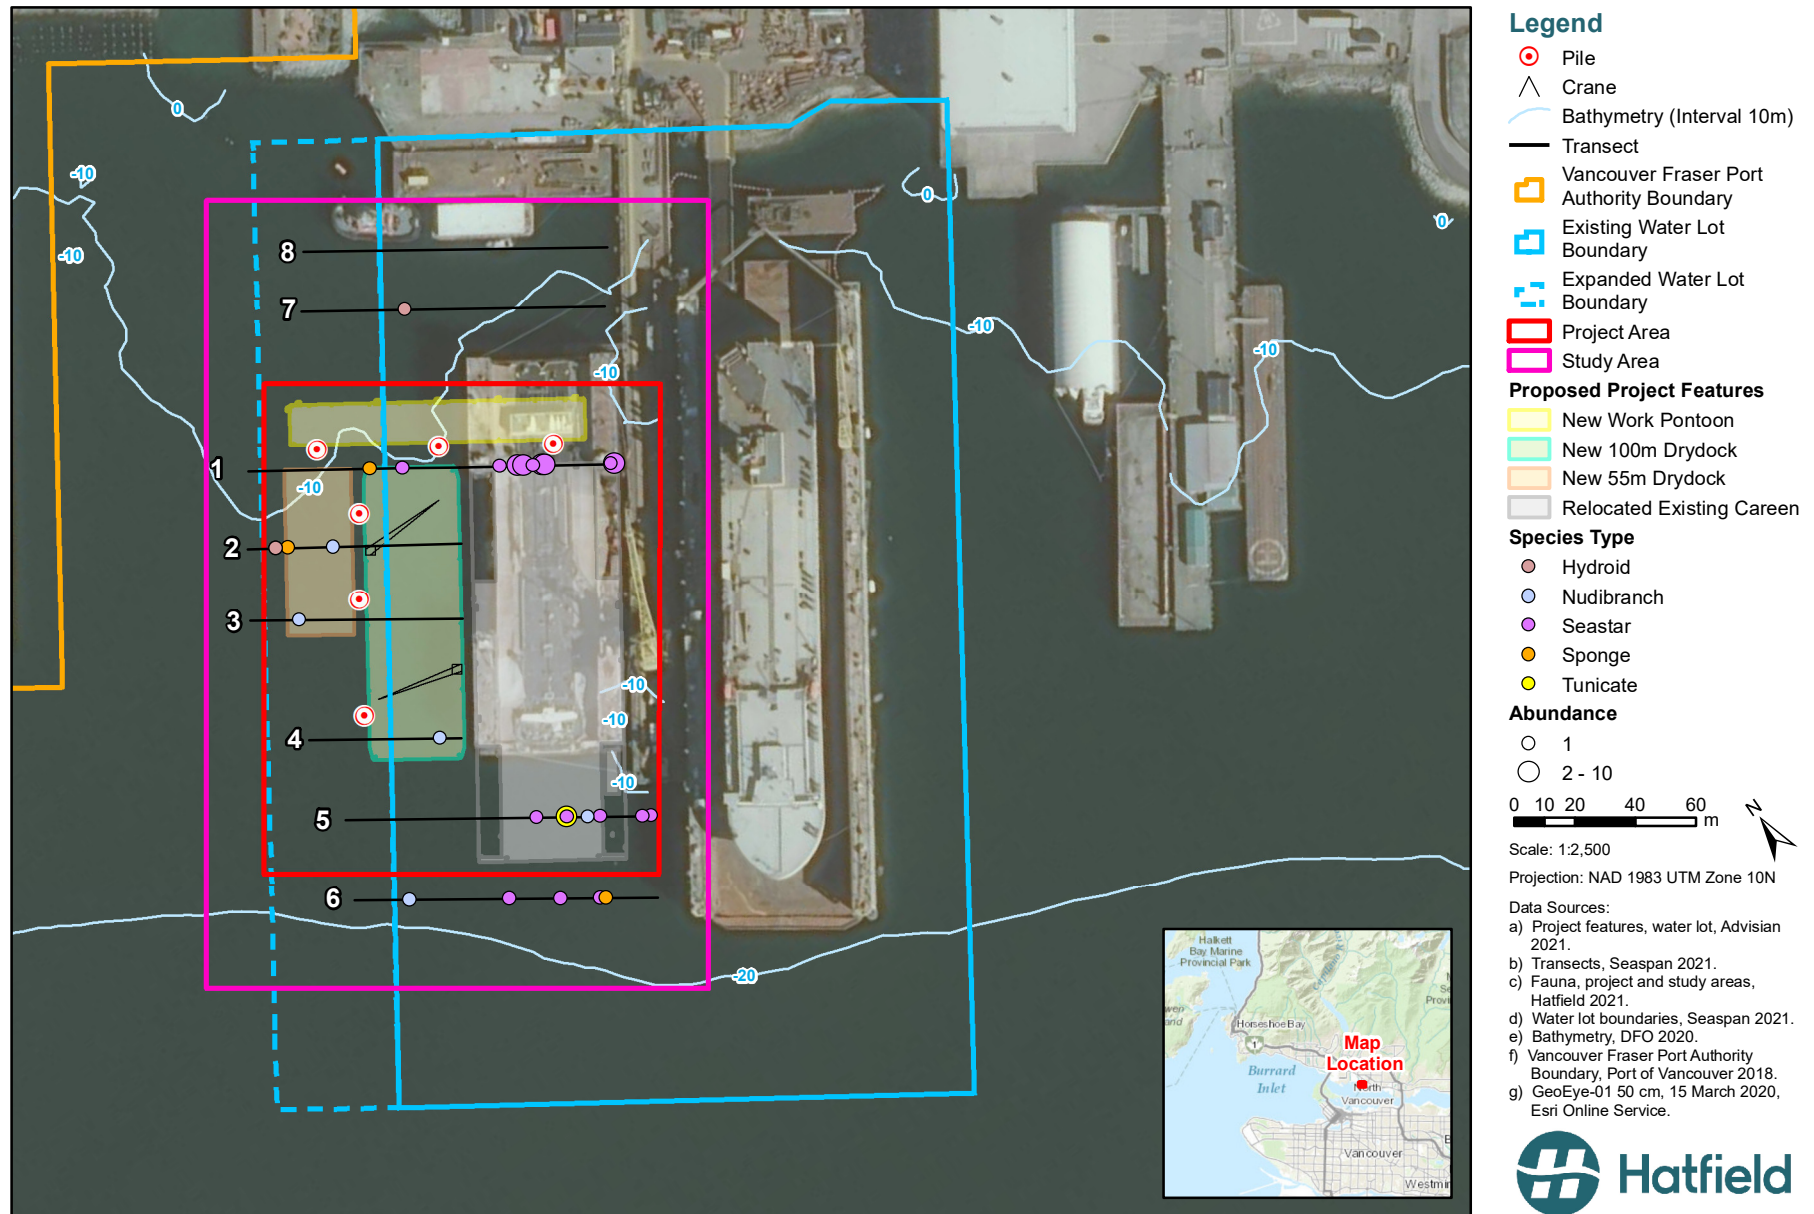 0
-10
-10
0
0
-10
-10
-10
-10
-10
-10
-10
-20
8
7
1
2
3
4
5
6
Legend
Pile
Crane
Bathymetry (Interval 10m)
Transect
Vancouver Fraser Port
Authority Boundary
Existing Water Lot
Boundary
Expanded Water Lot
Boundary
Project Area
Study Area
Proposed Project Features
New Work Pontoon
New 100m Drydock
New 55m Drydock
Relocated Existing Careen
Species Type
Hydroid
Nudibranch
Seastar
Sponge
Tunicate
Abundance
1
2 - 10
0 10 20 40 60
m
N
Scale: 1:2,500
Projection: NAD 1983 UTM Zone 10N
Data Sources:
a) Project features, water lot, Advisian
2021.
b) Transects, Seaspan 2021.
c) Fauna, project and study areas,
Hatfield 2021.
d) Water lot boundaries, Seaspan 2021.
e) Bathymetry, DFO 2020.
f) Vancouver Fraser Port Authority
Boundary, Port of Vancouver 2018.
g) GeoEye-01 50 cm, 15 March 2020,
Esri Online Service.
Hatfield
Halkett
Bay Marine
Provincial Park
Horseshoe Bay
1
Map
Location
Burrard
Inlet
North
Vancouver
Vancouver